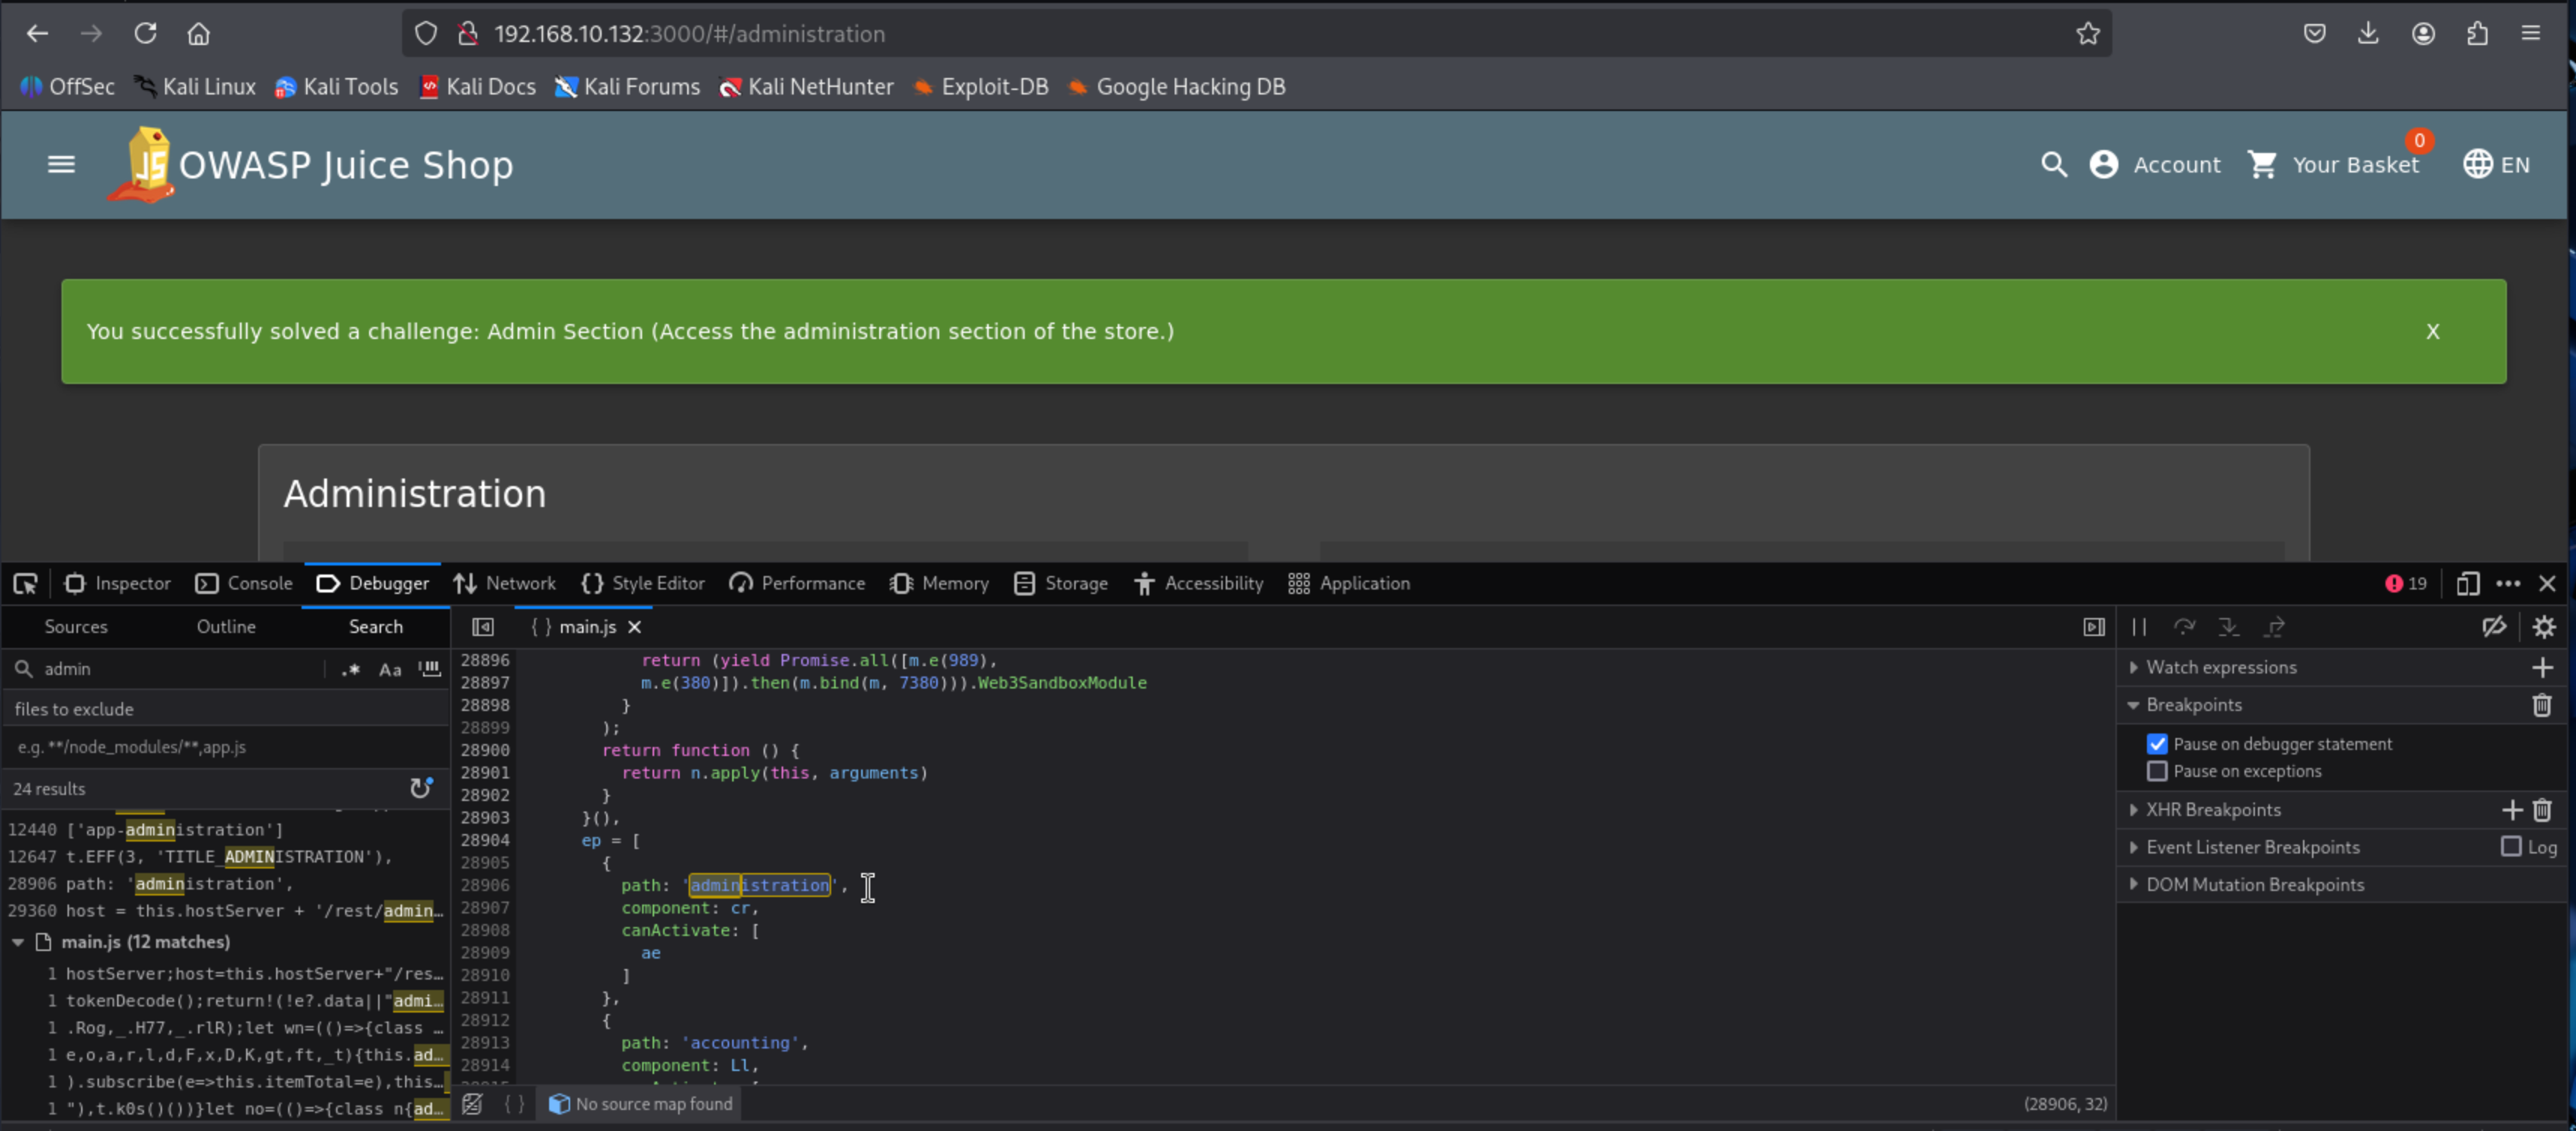 192.168.10.132:3000/#/administration
OffSec Kali Linux Kali Tools Kali Docs Kali Forums Kali NetHunter Exploit-DB Google Hacking DB
JS OWASP Juice Shop Account Your Basket 0 EN
You successfully solved a challenge: Admin Section (Access the administration section of the store.) X
Administration
Inspector Console Debugger Network Style Editor Performance Memory Storage Accessibility Application 19
Sources Outline Search
admin .* Aa
files to exclude
e.g. **/node_modules/**,app.js
24 results
12440 ['app-administration']
12647 t.EFF(3, 'TITLE_ADMINISTRATION'),
28906 path: 'administration',
29360 host = this.hostServer + '/rest/admin…
main.js (12 matches)
1 hostServer;host=this.hostServer+"/res…
1 tokenDecode();return!(!e?.data||"admi…
1 .Rog,_.H77,_.rlR);let wn=(()=>{class …
1 e,o,a,r,l,d,F,x,D,K,gt,ft,_t){this.ad…
1 ).subscribe(e=>this.itemTotal=e),this…
1 "),t.k0s()())}let no=(()=>{class n{ad…
{ } main.js
28896 return (yield Promise.all([m.e(989),
28897 m.e(380)]).then(m.bind(m, 7380))).Web3SandboxModule
28898 }
28899 );
28900 return function () {
28901 return n.apply(this, arguments)
28902 }
28903 }(),
28904 ep = [
28905 {
28906 path: 'administration',
28907 component: cr,
28908 canActivate: [
28909 ae
28910 ]
28911 },
28912 {
28913 path: 'accounting',
28914 component: Ll,
{ } No source map found (28906, 32)
Watch expressions
Breakpoints
Pause on debugger statement
Pause on exceptions
XHR Breakpoints
Event Listener Breakpoints Log
DOM Mutation Breakpoints